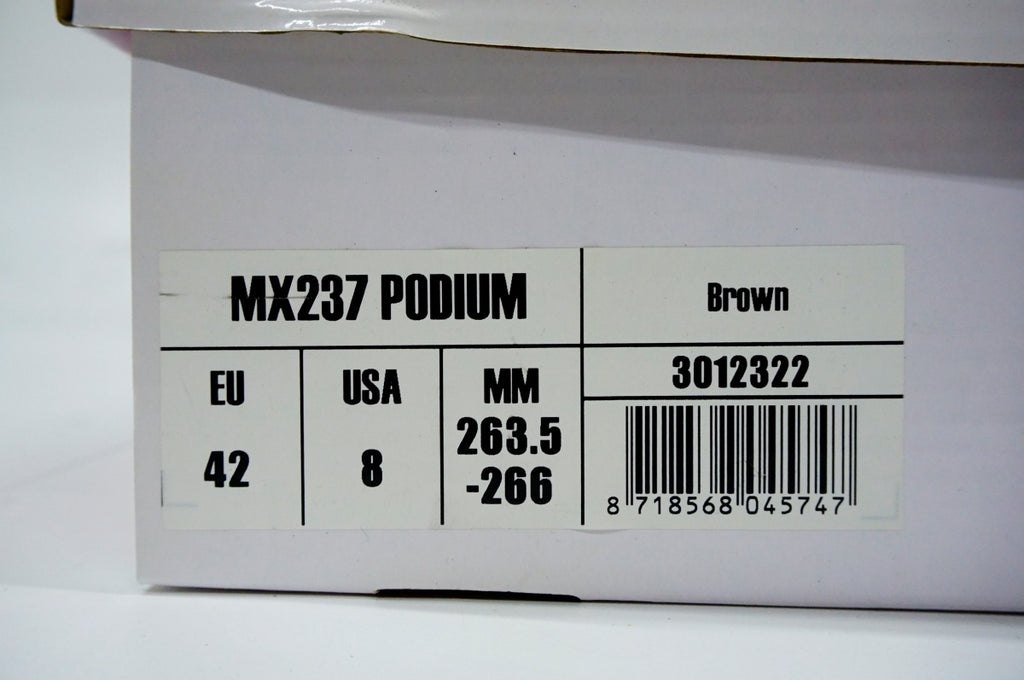 MX237 PODIUM
Brown
EU
42
USA
8
MM
263.5
-266
3012322
8 718568 045747